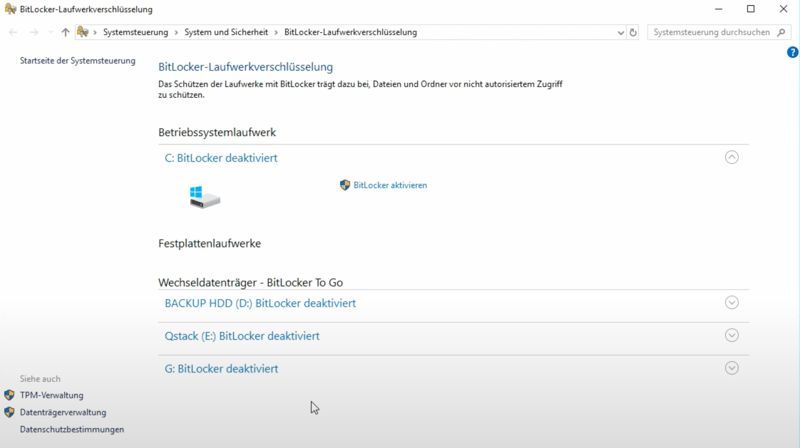 BitLocker-Laufwerkverschlüsselung
Systemsteuerung > System und Sicherheit > BitLocker-Laufwerkverschlüsselung
Systemsteuerung durchsuchen
Startseite der Systemsteuerung
BitLocker-Laufwerkverschlüsselung
Das Schützen der Laufwerke mit BitLocker trägt dazu bei, Dateien und Ordner vor nicht autorisiertem Zugriff
zu schützen.
Betriebssystemlaufwerk
C: BitLocker deaktiviert
BitLocker aktivieren
Festplattenlaufwerke
Wechseldatenträger - BitLocker To Go
BACKUP HDD (D:) BitLocker deaktiviert
Qstack (E:) BitLocker deaktiviert
G: BitLocker deaktiviert
Siehe auch
TPM-Verwaltung
Datenträgerverwaltung
Datenschutzbestimmungen